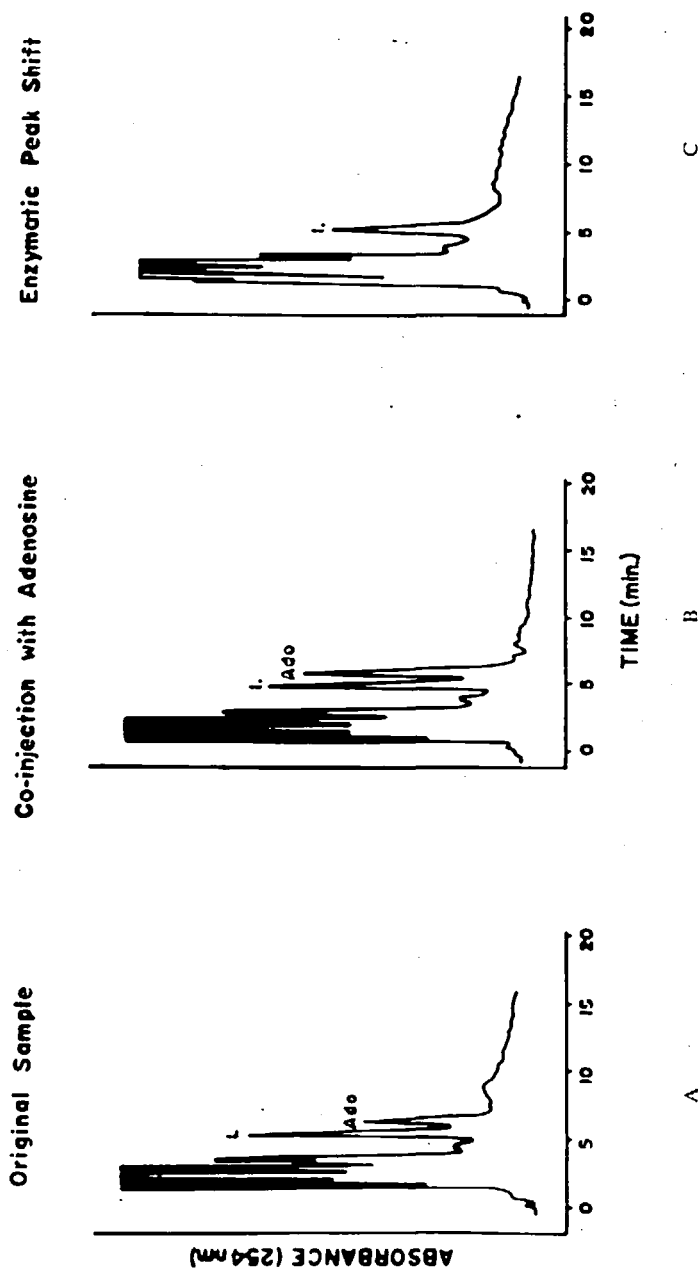 Original Sample
ABSORBANCE (254nm)
I.
Ado
0 5 10 15 20
A
Co-injection with Adenosine
I.
Ado
0 5 10 15 20
TIME (min.)
B
Enzymatic Peak Shift
I.
0 5 10 15 20
C